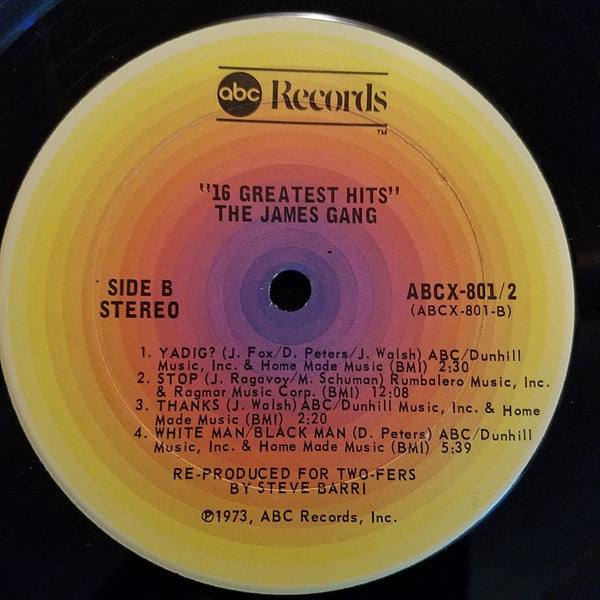 abc Records
TM
"16 GREATEST HITS"
THE JAMES GANG
SIDE B
STEREO
ABCX-801/2
(ABCX-801-B)
1. YADIG? (J. Fox/D. Peters/J. Walsh) ABC/Dunhill
Music, Inc. & Home Made Music (BMI) 2:30
2. STOP (J. Ragavoy/M. Schuman) Rumbalero Music, Inc.
& Ragmar Music Corp. (BMI) 12:08
3. THANKS (J. Walsh) ABC/Dunhill Music, Inc. & Home
Made Music (BMI) 2:20
4. WHITE MAN/BLACK MAN (D. Peters) ABC/Dunhill
Music, Inc. & Home Made Music (BMI) 5:39
RE-PRODUCED FOR TWO-FERS
BY STEVE BARRI
℗1973, ABC Records, Inc.